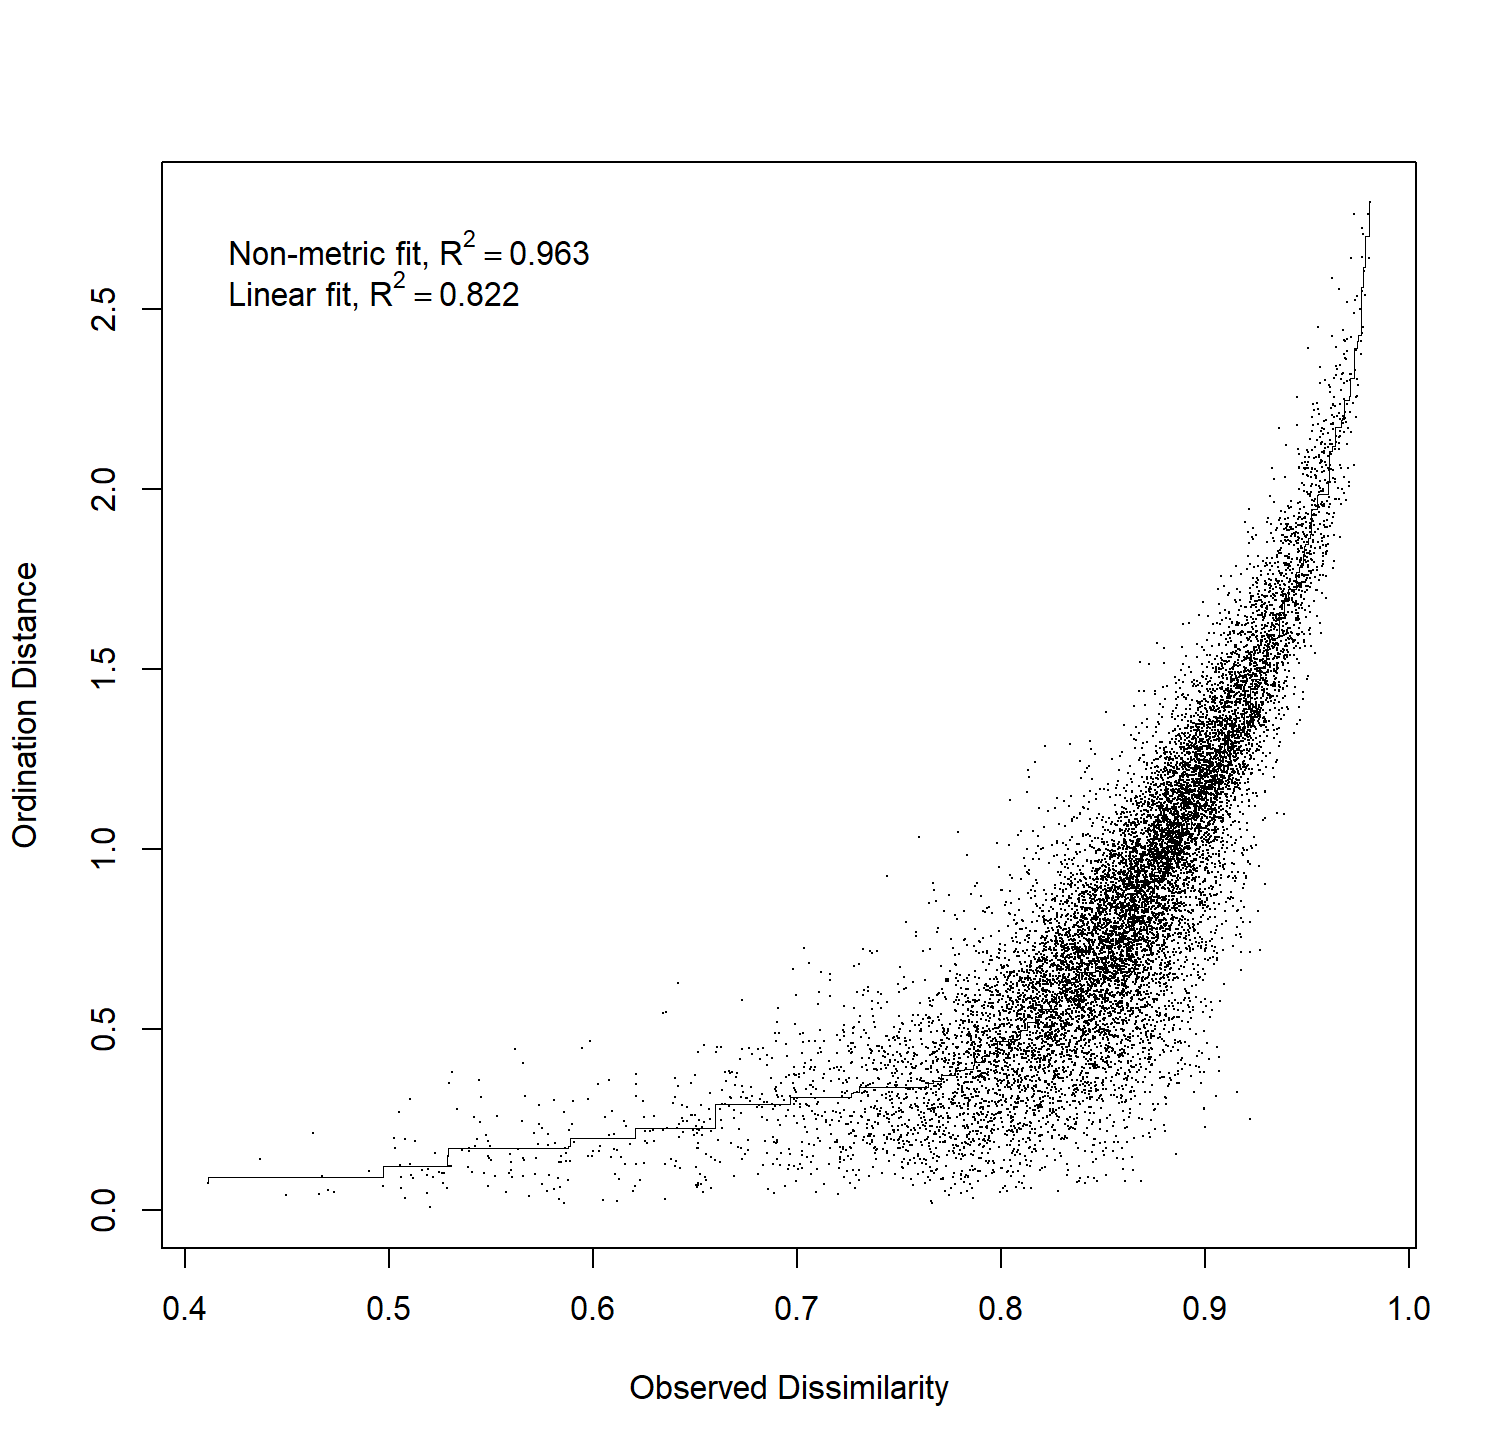 Non-metric fit, R² = 0.963
Linear fit, R² = 0.822
Ordination Distance
2.5
2.0
1.5
1.0
0.5
0.0
0.4 0.5 0.6 0.7 0.8 0.9 1.0
Observed Dissimilarity